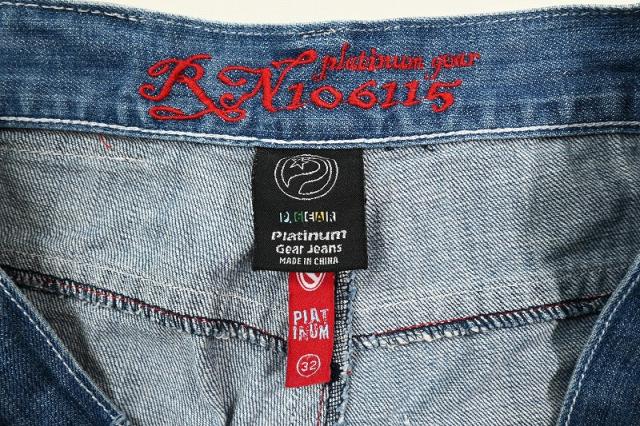 platinum gear
RN106115
P.GEAR
Platinum
Gear Jeans
MADE IN CHINA
PLAT
INUM
32